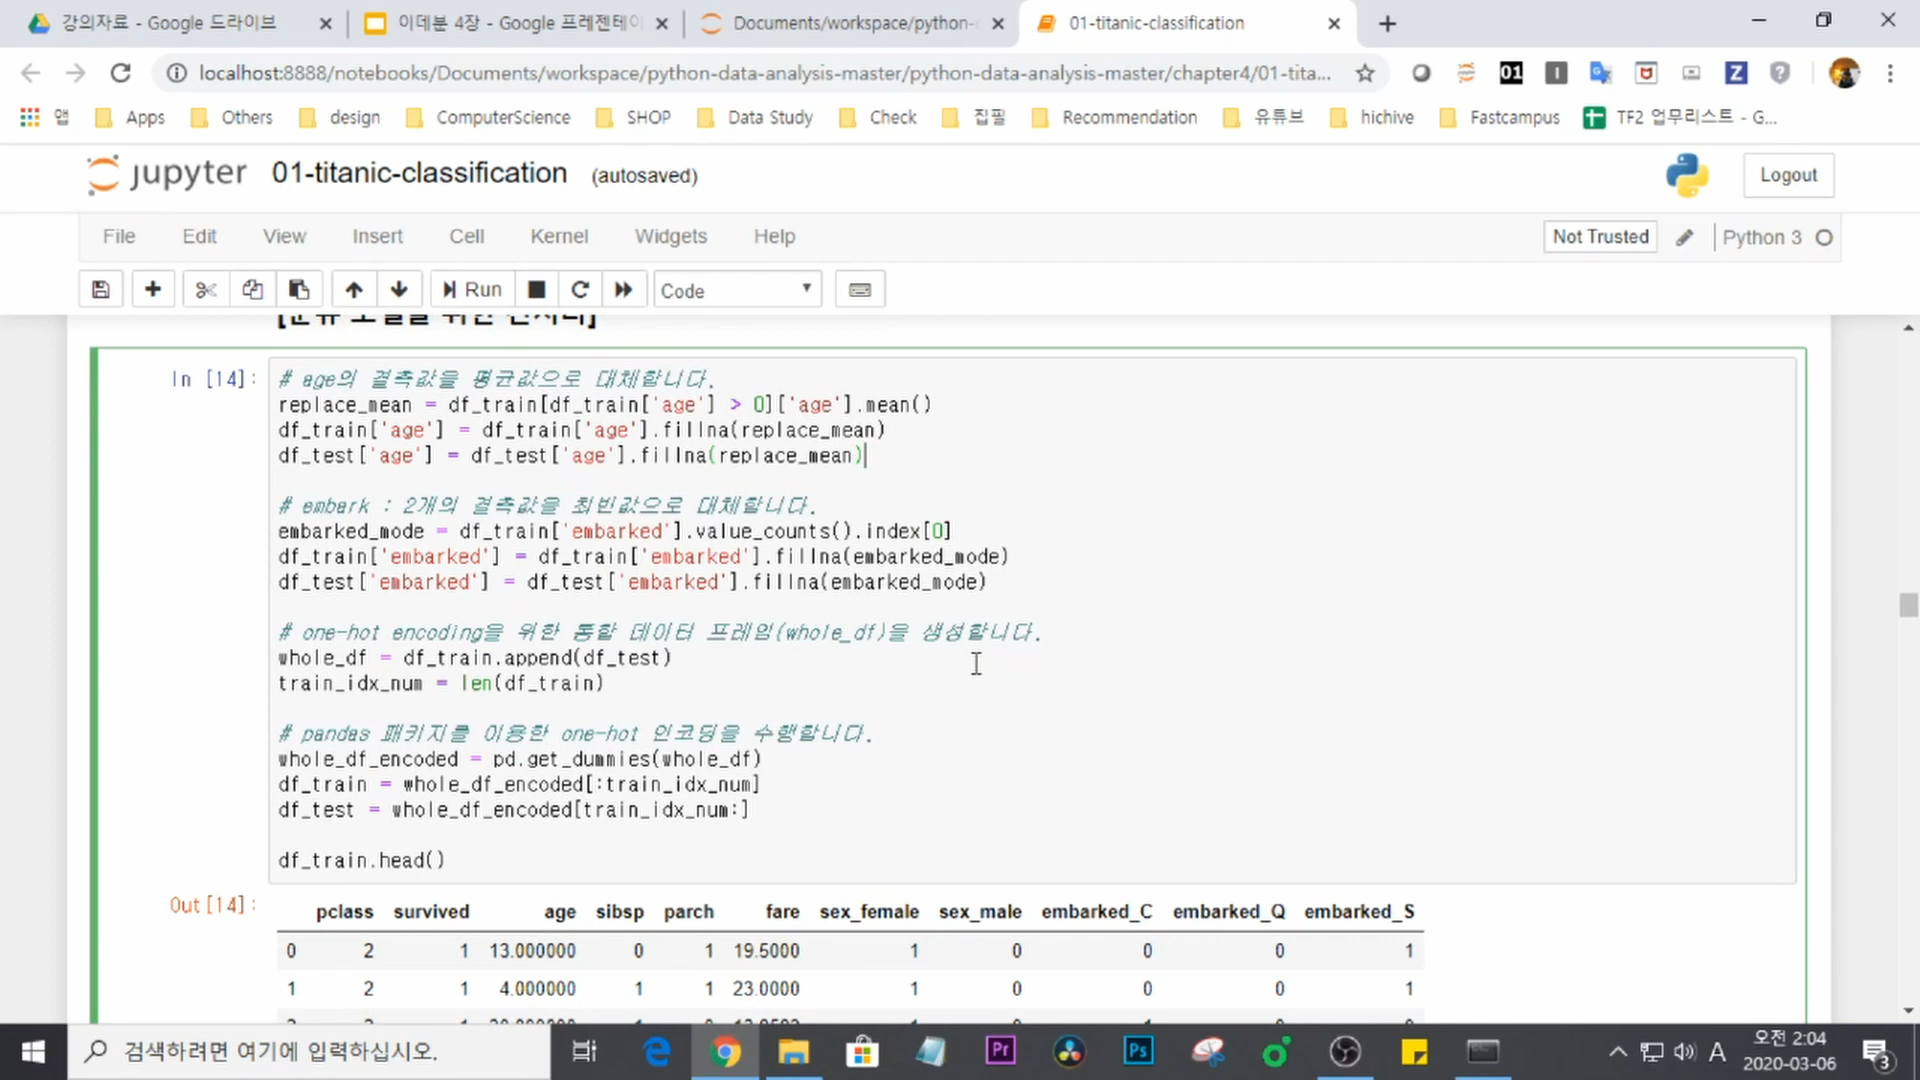 강의자료 - Google 드라이브
이데분 4장 - Google 프레젠테이
Documents/workspace/python-
01-titanic-classification
localhost:8888/notebooks/Documents/workspace/python-data-analysis-master/python-data-analysis-master/chapter4/01-tita...
앱 Apps Others design ComputerScience SHOP Data Study Check 집필 Recommendation 유튜브 hichive Fastcampus TF2 업무리스트 - G...
jupyter 01-titanic-classification (autosaved)
Logout
File Edit View Insert Cell Kernel Widgets Help
Not Trusted Python 3
Run Code
In [14]:
# age의 결측값을 평균값으로 대체합니다.
replace_mean = df_train[df_train['age'] > 0]['age'].mean()
df_train['age'] = df_train['age'].fillna(replace_mean)
df_test['age'] = df_test['age'].fillna(replace_mean)
# embark : 2개의 결측값을 최빈값으로 대체합니다.
embarked_mode = df_train['embarked'].value_counts().index[0]
df_train['embarked'] = df_train['embarked'].fillna(embarked_mode)
df_test['embarked'] = df_test['embarked'].fillna(embarked_mode)
# one-hot encoding을 위한 통합 데이터 프레임(whole_df)을 생성합니다.
whole_df = df_train.append(df_test)
train_idx_num = len(df_train)
# pandas 패키지를 이용한 one-hot 인코딩을 수행합니다.
whole_df_encoded = pd.get_dummies(whole_df)
df_train = whole_df_encoded[:train_idx_num]
df_test = whole_df_encoded[train_idx_num:]
df_train.head()
Out[14]:
pclass survived age sibsp parch fare sex_female sex_male embarked_C embarked_Q embarked_S
0 2 1 13.000000 0 1 19.5000 1 0 0 0 1
1 2 1 4.000000 1 1 23.0000 1 0 0 0 1
검색하려면 여기에 입력하십시오.
Pr
Ps
A
오전 2:04
2020-03-06
3